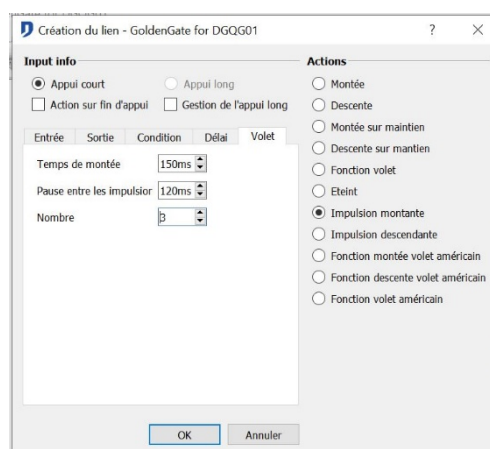 Création du lien - GoldenGate for DGQG01
Input info
Appui court
Appui long
Action sur fin d'appui
Gestion de l'appui long
Entrée
Sortie
Condition
Délai
Volet
Temps de montée
150ms
Pause entre les impulsior
120ms
Nombre
3
Actions
Montée
Descente
Montée sur maintien
Descente sur mantien
Fonction volet
Eteint
Impulsion montante
Impulsion descendante
Fonction montée volet américain
Fonction descente volet américain
Fonction volet américain
OK
Annuler